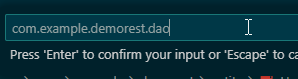 com.example.demorest.dao
Press 'Enter' to confirm your input or 'Escape' to ca